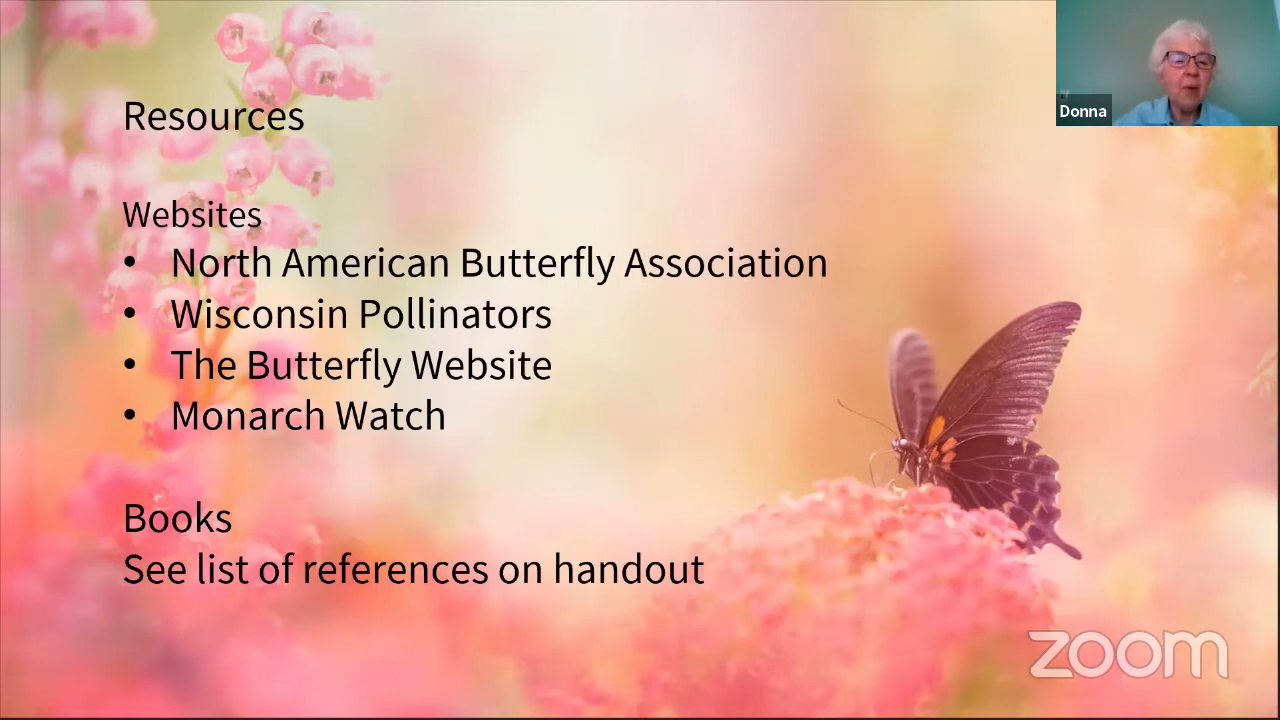 Resources
Websites
• North American Butterfly Association
• Wisconsin Pollinators
• The Butterfly Website
• Monarch Watch
Books
See list of references on handout
Donna
zoom